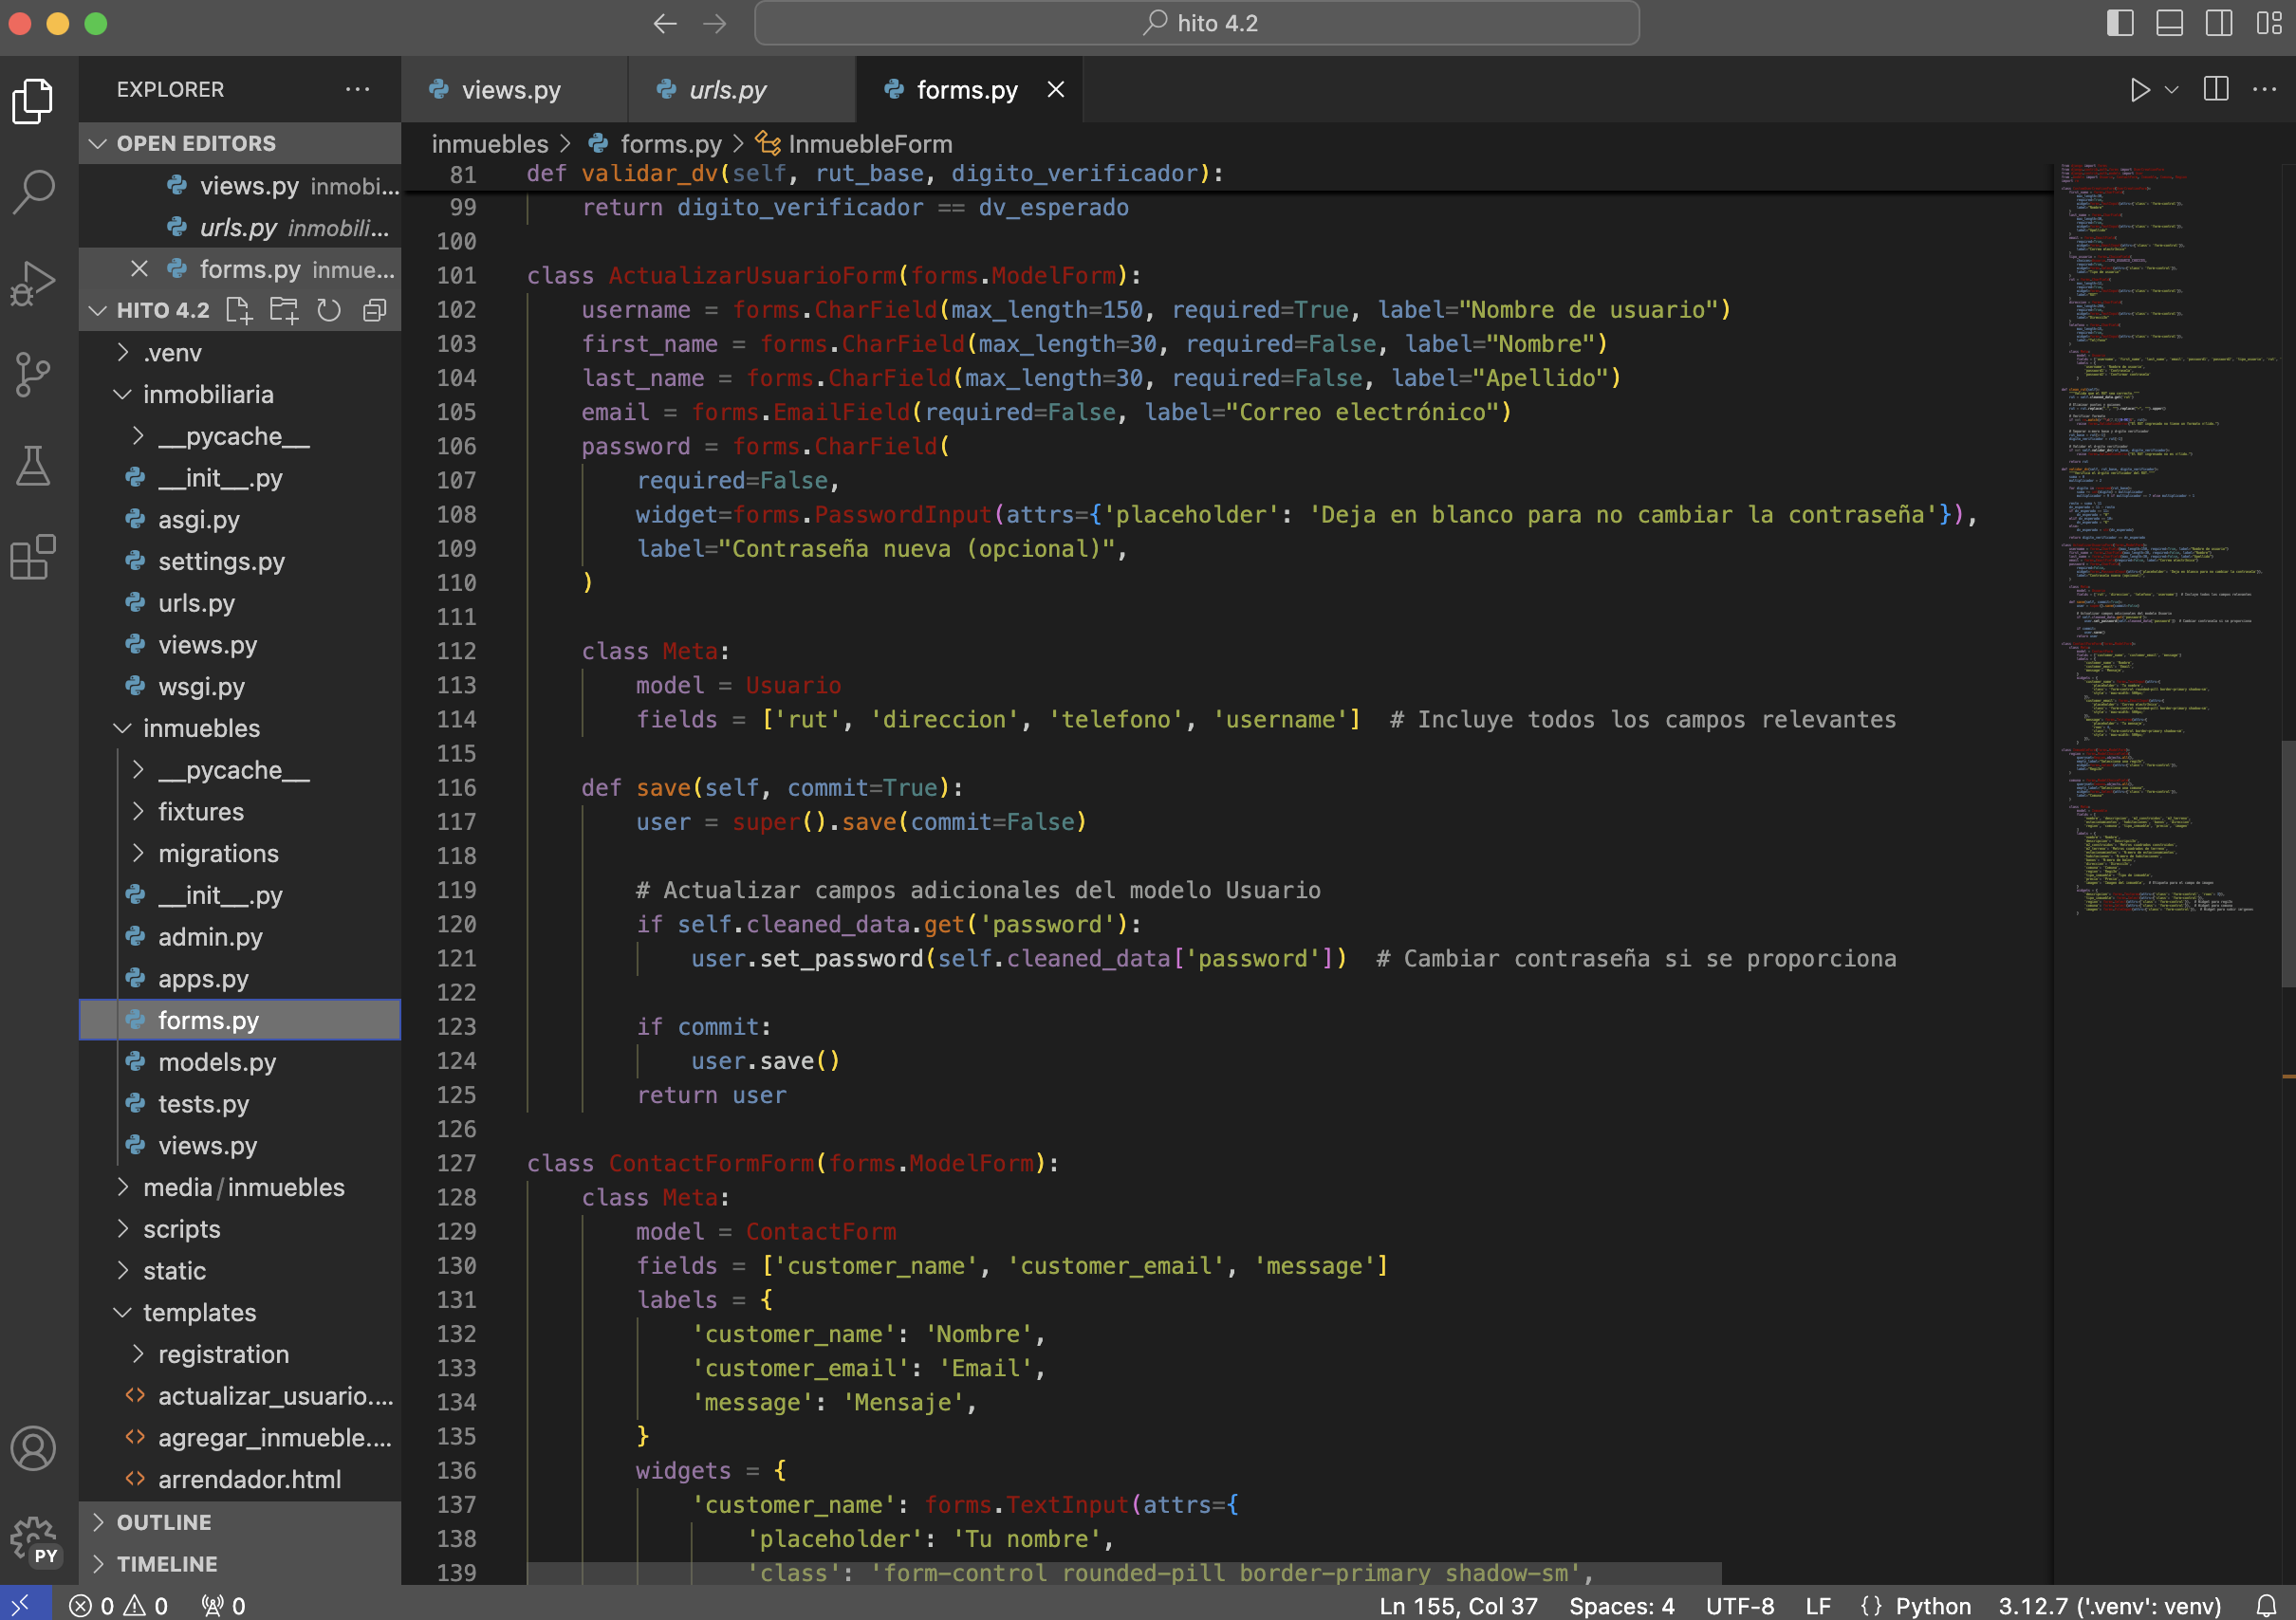 hito 4.2
EXPLORER
OPEN EDITORS
views.py inmobi...
urls.py inmobili...
forms.py inmue...
HITO 4.2
.venv
inmobiliaria
__pycache__
__init__.py
asgi.py
settings.py
urls.py
views.py
wsgi.py
inmuebles
__pycache__
fixtures
migrations
__init__.py
admin.py
apps.py
forms.py
models.py
tests.py
views.py
media/inmuebles
scripts
static
templates
registration
actualizar_usuario....
agregar_inmueble....
arrendador.html
OUTLINE
TIMELINE
PY
views.py urls.py forms.py
inmuebles > forms.py > InmuebleForm
81 def validar_dv(self, rut_base, digito_verificador):
99 return digito_verificador == dv_esperado
100
101 class ActualizarUsuarioForm(forms.ModelForm):
102 username = forms.CharField(max_length=150, required=True, label="Nombre de usuario")
103 first_name = forms.CharField(max_length=30, required=False, label="Nombre")
104 last_name = forms.CharField(max_length=30, required=False, label="Apellido")
105 email = forms.EmailField(required=False, label="Correo electrónico")
106 password = forms.CharField(
107 required=False,
108 widget=forms.PasswordInput(attrs={'placeholder': 'Deja en blanco para no cambiar la contraseña'}),
109 label="Contraseña nueva (opcional)",
110 )
111
112 class Meta:
113 model = Usuario
114 fields = ['rut', 'direccion', 'telefono', 'username'] # Incluye todos los campos relevantes
115
116 def save(self, commit=True):
117 user = super().save(commit=False)
118
119 # Actualizar campos adicionales del modelo Usuario
120 if self.cleaned_data.get('password'):
121 user.set_password(self.cleaned_data['password']) # Cambiar contraseña si se proporciona
122
123 if commit:
124 user.save()
125 return user
126
127 class ContactFormForm(forms.ModelForm):
128 class Meta:
129 model = ContactForm
130 fields = ['customer_name', 'customer_email', 'message']
131 labels = {
132 'customer_name': 'Nombre',
133 'customer_email': 'Email',
134 'message': 'Mensaje',
135 }
136 widgets = {
137 'customer_name': forms.TextInput(attrs={
138 'placeholder': 'Tu nombre',
139 'class': 'form-control rounded-pill border-primary shadow-sm',
0 0 0 Ln 155, Col 37 Spaces: 4 UTF-8 LF {} Python 3.12.7 ('.venv': venv)